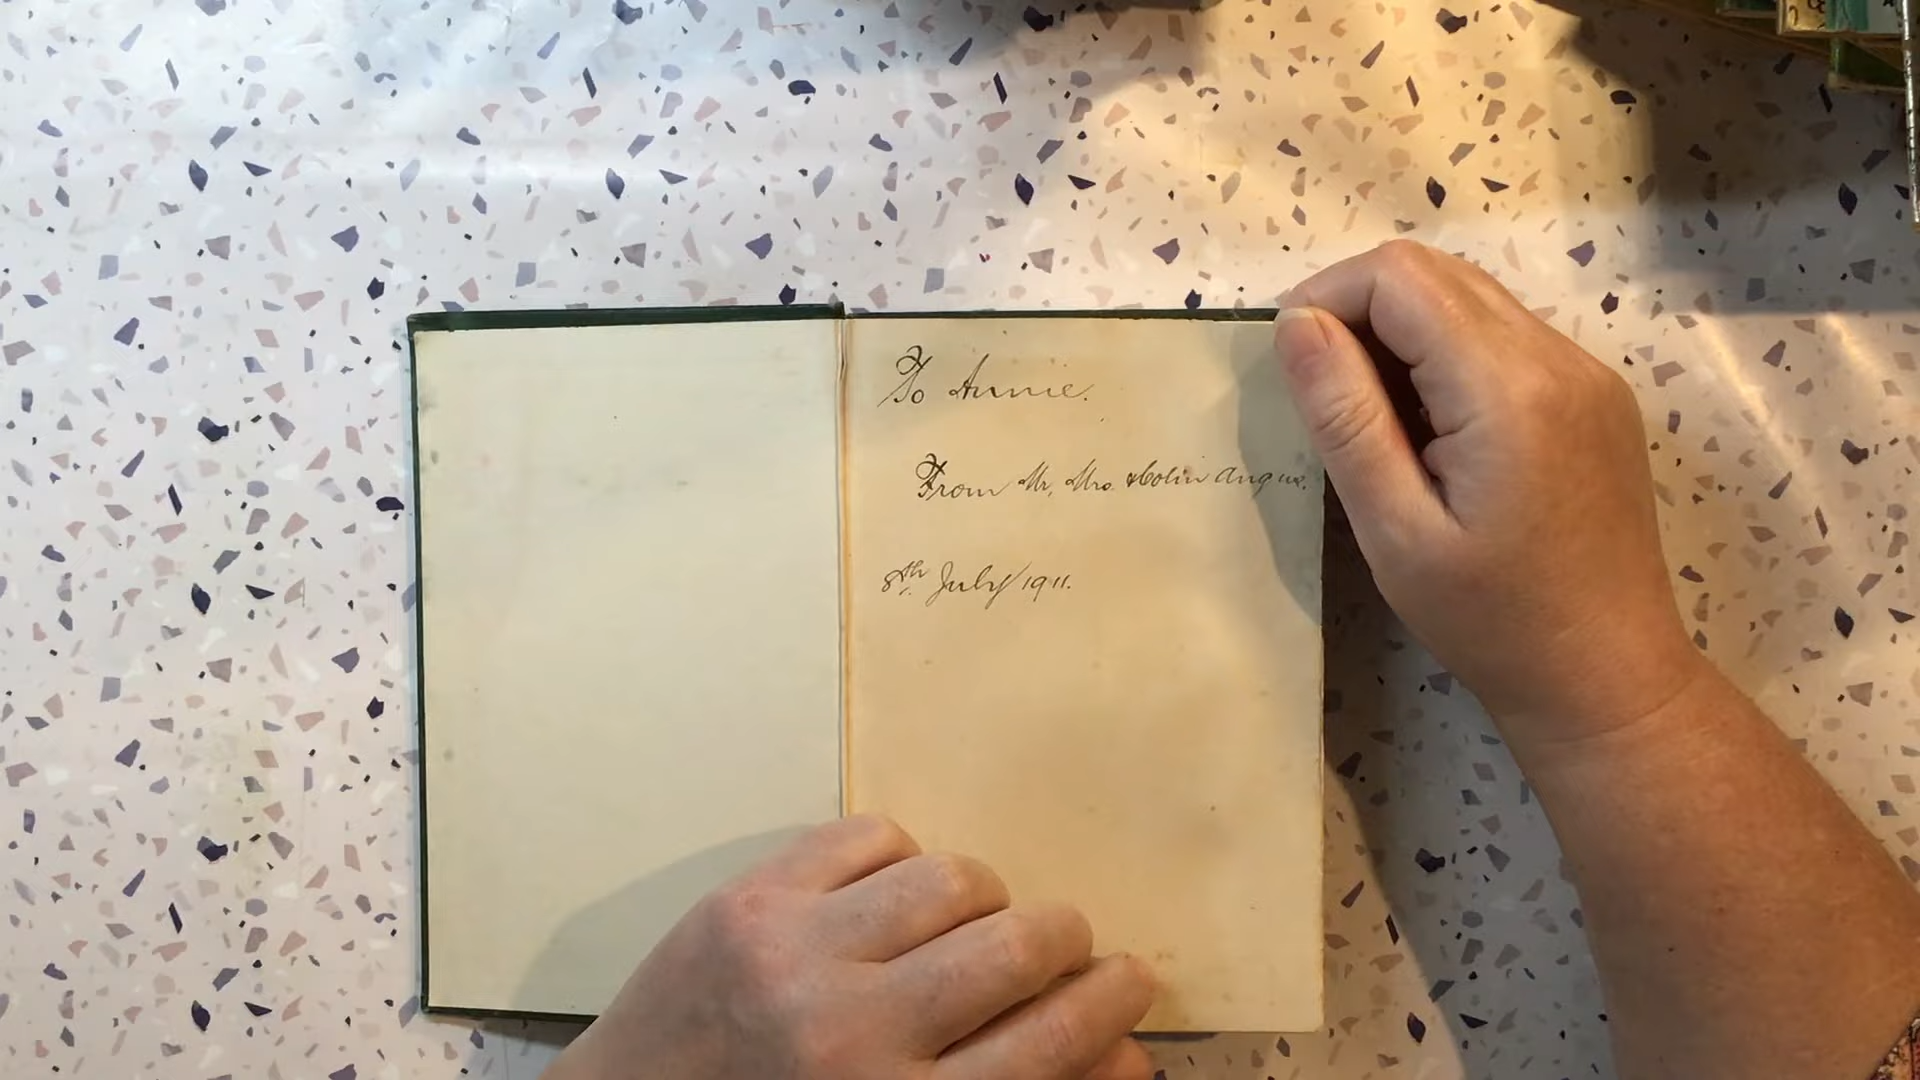 To Annie.
From Mr, Mrs. & Colin Angus.
8th July 1911.